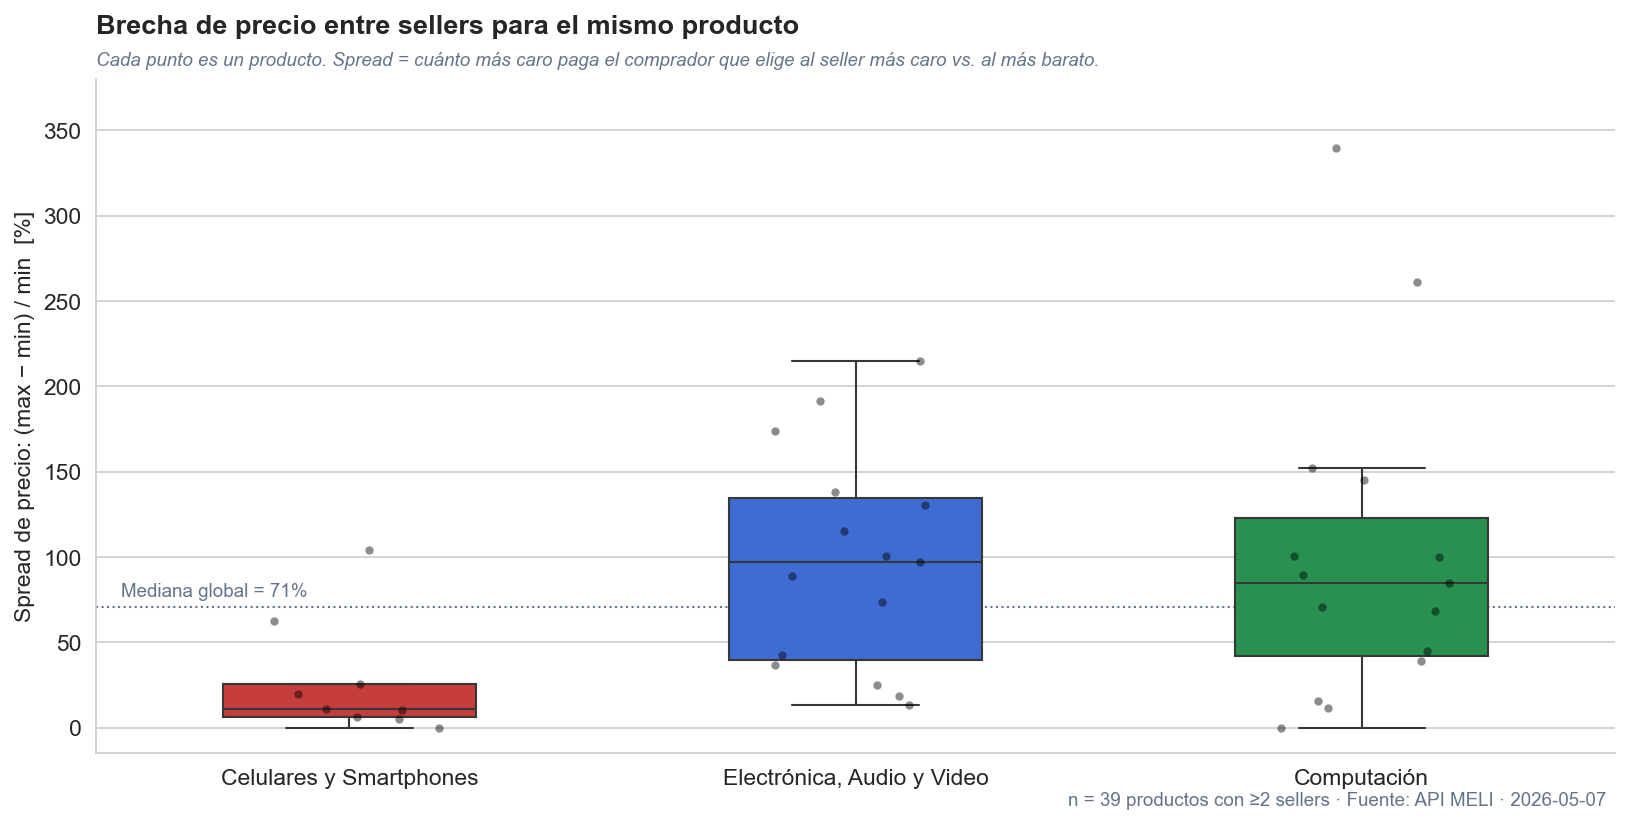 Brecha de precio entre sellers para el mismo producto
Cada punto es un producto. Spread = cuánto más caro paga el comprador que elige al seller más caro vs. al más barato.
Spread de precio: (max − min) / min [%]
350
300
250
200
150
100
50
0
Mediana global = 71%
Celulares y Smartphones
Electrónica, Audio y Video
Computación
n = 39 productos con ≥2 sellers · Fuente: API MELI · 2026-05-07